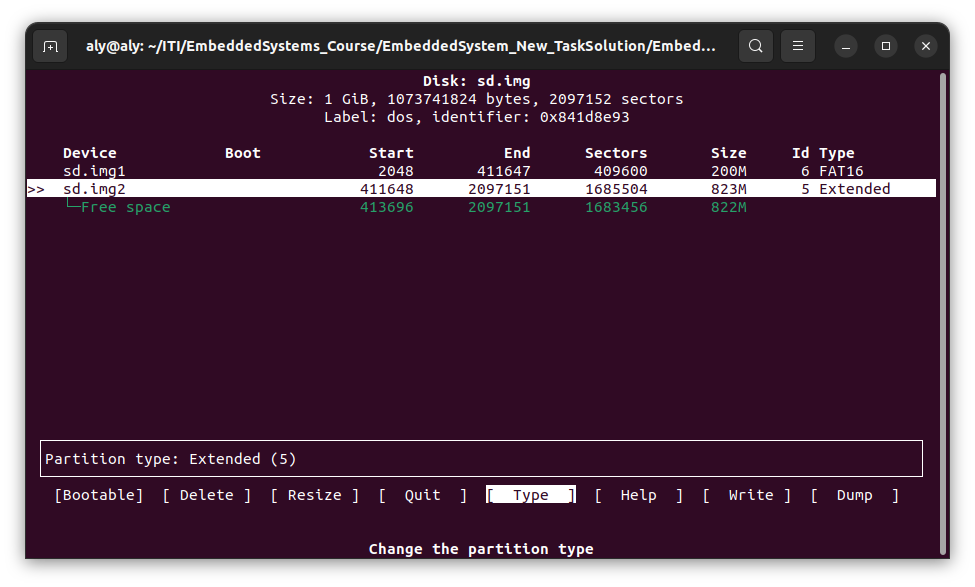 aly@aly: ~/ITI/EmbeddedSystems_Course/EmbeddedSystem_New_TaskSolution/Embed...
Disk: sd.img
Size: 1 GiB, 1073741824 bytes, 2097152 sectors
Label: dos, identifier: 0x841d8e93
Device Boot Start End Sectors Size Id Type
sd.img1 2048 411647 409600 200M 6 FAT16
>> sd.img2 411648 2097151 1685504 823M 5 Extended
└─Free space 413696 2097151 1683456 822M
Partition type: Extended (5)
[Bootable] [ Delete ] [ Resize ] [ Quit ] [ Type ] [ Help ] [ Write ] [ Dump ]
Change the partition type